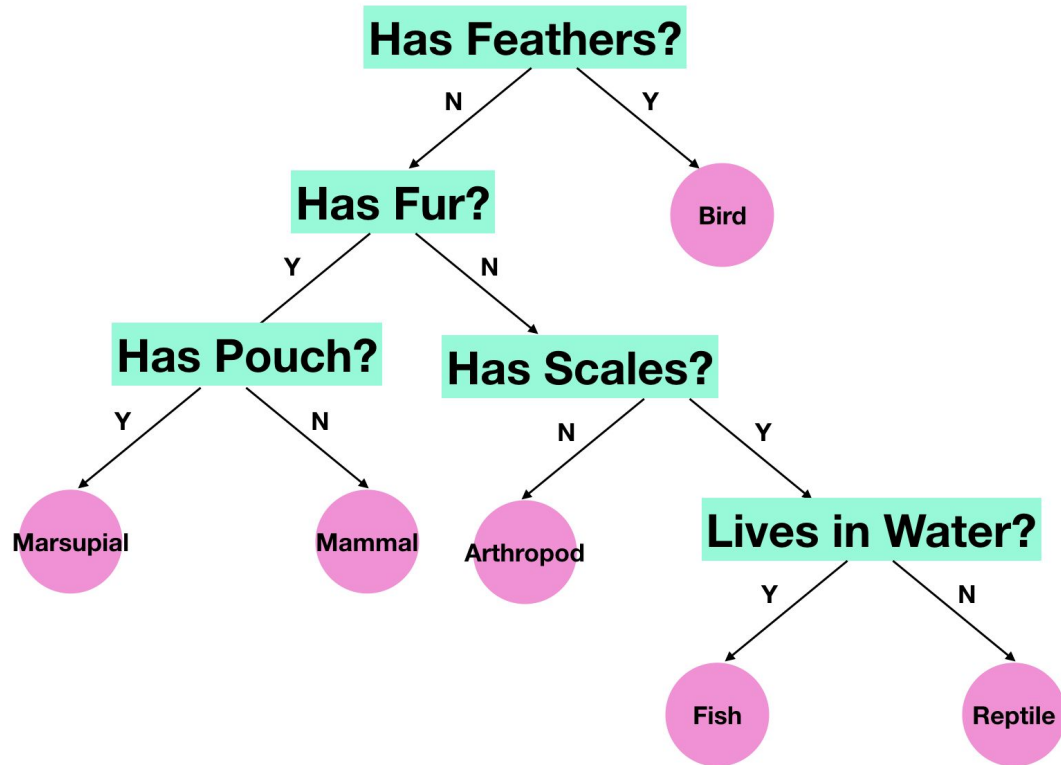 Has Feathers?
N
Y
Has Fur?
Bird
Y
N
Has Pouch?
Has Scales?
Y
N
N
Y
Marsupial
Mammal
Arthropod
Lives in Water?
Y
N
Fish
Reptile